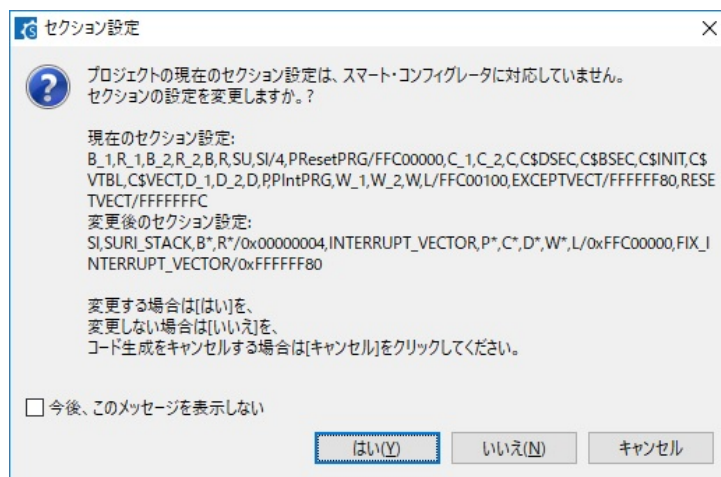 セクション設定
プロジェクトの現在のセクション設定は、スマート・コンフィグレータに対応していません。
セクションの設定を変更しますか。?
現在のセクション設定:
B_1,R_1,B_2,R_2,B,R,SU,SI/4,PResetPRG/FFC00000,C_1,C_2,C,C$DSEC,C$BSEC,C$INIT,C$
VTBL,C$VECT,D_1,D_2,D,P,PIntPRG,W_1,W_2,W,L/FFC00100,EXCEPTVECT/FFFFFF80,RESE
TVECT/FFFFFFFC
変更後のセクション設定:
SI,SURI_STACK,B*,R*/0x00000004,INTERRUPT_VECTOR,P*,C*,D*,W*,L/0xFFC00000,FIX_I
NTERRUPT_VECTOR/0xFFFFFF80
変更する場合は[はい]を、
変更しない場合は[いいえ]を、
コード生成をキャンセルする場合は[キャンセル]をクリックしてください。
今後、このメッセージを表示しない
はい(Y) いいえ(N) キャンセル